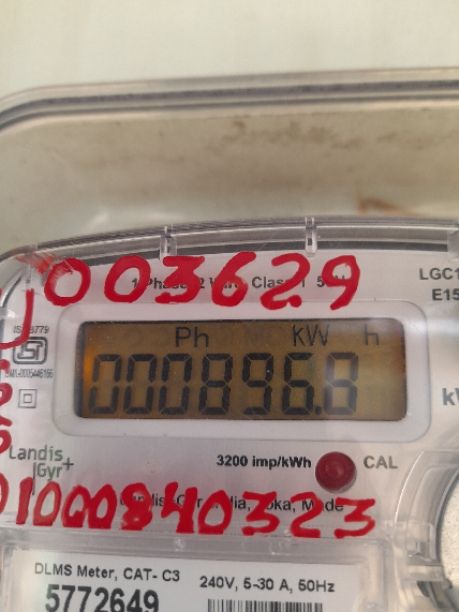 003629
LGC1
E15
Ph KW h
000896.8
Landis
Gyr+
3200 imp/kWh
CAL
01000840323
DLMS Meter, CAT- C3
240V, 5-30 A, 50Hz
5772649